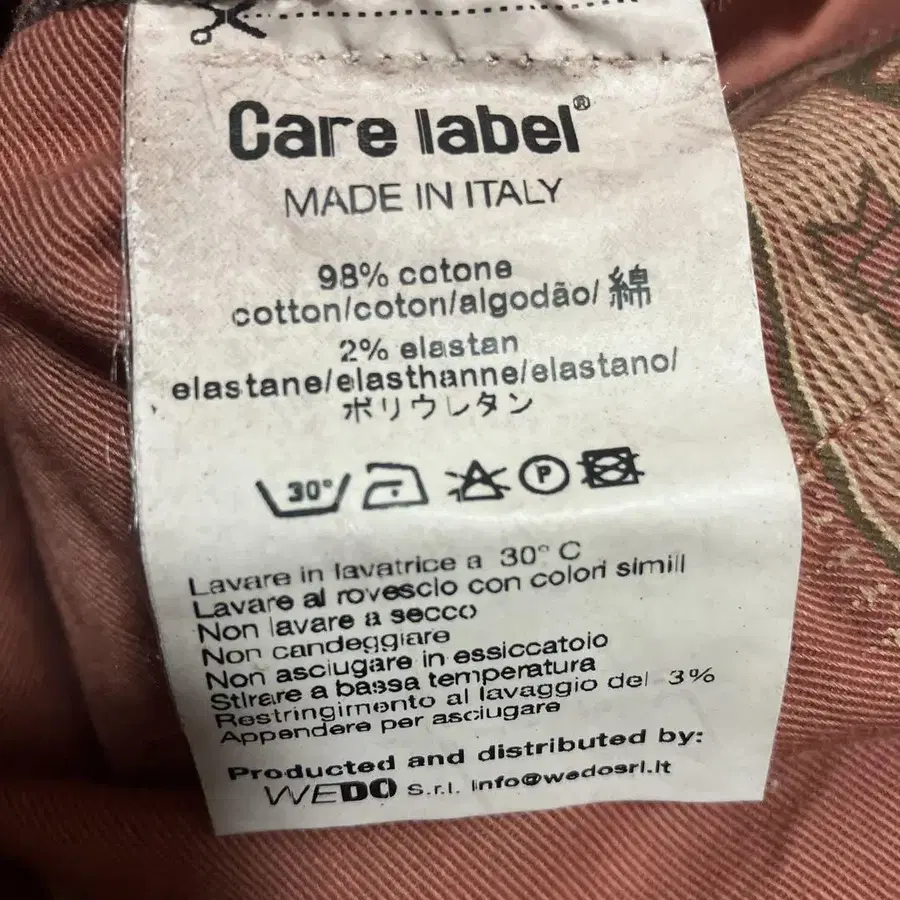 Care label®
MADE IN ITALY
98% cotone
cotton/coton/algodão/綿
2% elastan
elastane/elasthanne/elastano/
ポリウレタン
30° P
Lavare in lavatrice a 30° C
Lavare al rovescio con colori simili
Non lavare a secco
Non candeggiare
Non asciugare in essiccatoio
Stirare a bassa temperatura
Restringimento al lavaggio del 3%
Appendere per asciugare
Producted and distributed by:
WEDO S.r.l. info@wedosrl.it